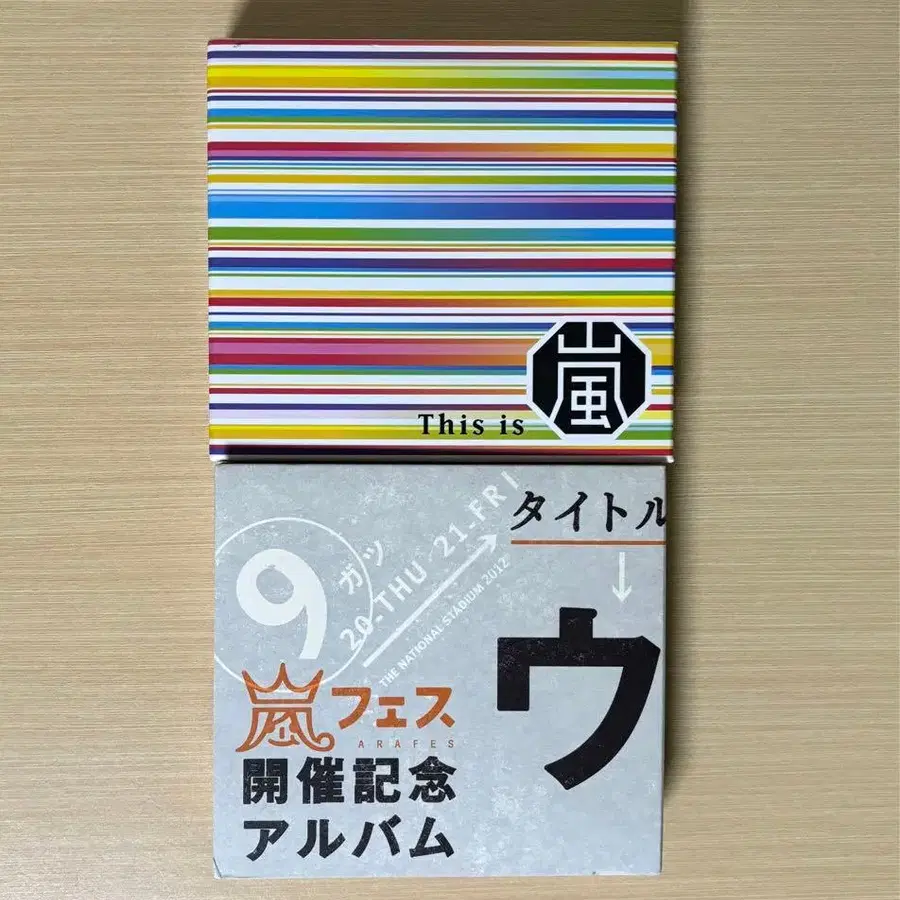 This is 嵐
タイトル
↓
ウ
9
ガツ
20-THU 21-FRI
THE NATIONAL STADIUM 2012
嵐フェス
ARAFES
開催記念
アルバム